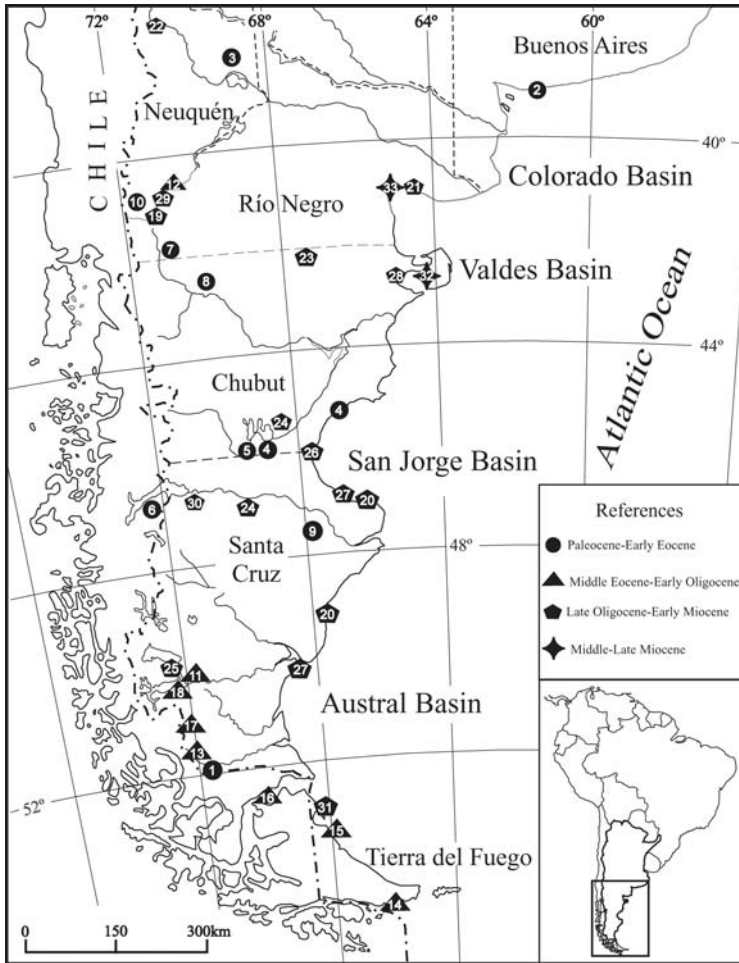 72º
68º
64º
60º
22
3
Buenos Aires
2
Neuquén
40º
CHILE
12
10
29
19
33
21
Colorado Basin
Río Negro
7
23
8
28
32
Valdes Basin
Atlantic Ocean
44º
Chubut
4
24
5
4
26
San Jorge Basin
27
20
6
30
24
9
Santa
Cruz
48º
20
25
11
18
27
17
Austral Basin
13
1
52º
16
31
15
Tierra del Fuego
14
0
150
300km
References
Paleocene-Early Eocene
Middle Eocene-Early Oligocene
Late Oligocene-Early Miocene
Middle-Late Miocene